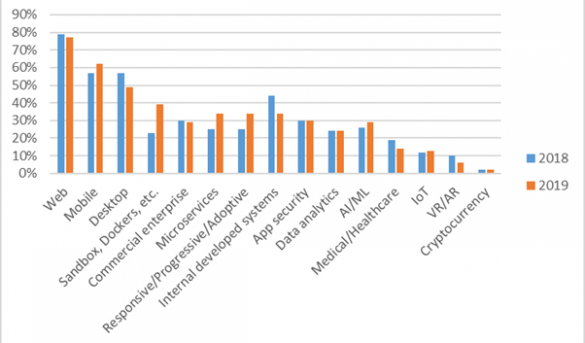 90%
80%
70%
60%
50%
40%
30%
20%
10%
0%
Web
Mobile
Desktop
Sandbox, Dockers, etc.
Commercial enterprise
Microservices
Responsive/Progressive/Adoptive
Internal developed systems
App security
Data analytics
AI/ML
Medical/Healthcare
IoT
VR/AR
Cryptocurrency
2018
2019